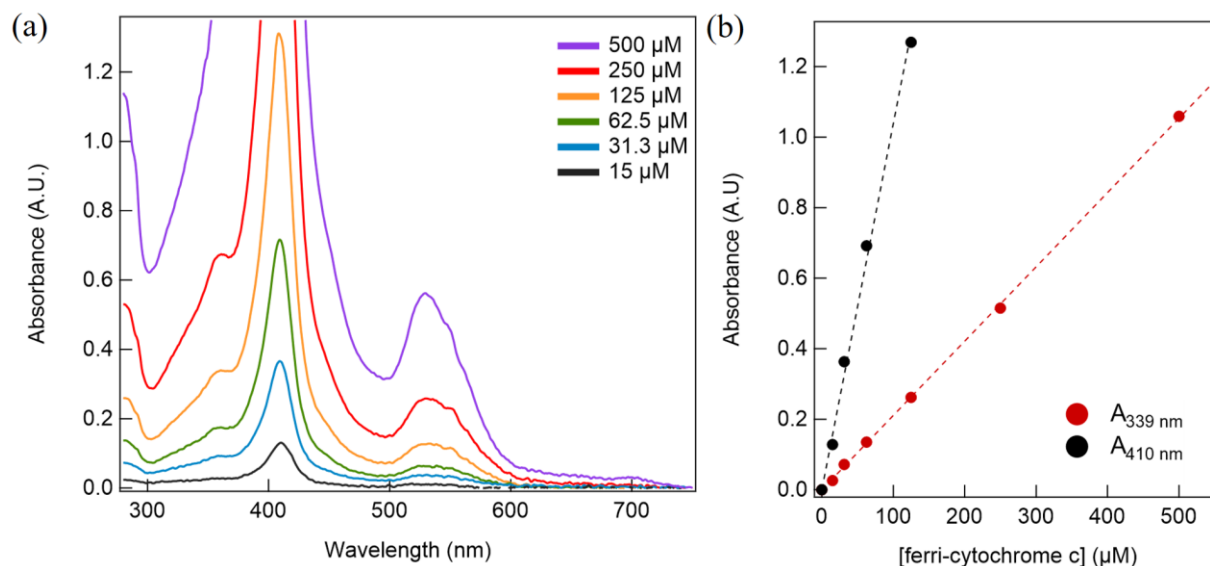 (a)
Absorbance (A.U.)
1.2
1.0
0.8
0.6
0.4
0.2
0.0
300 400 500 600 700
Wavelength (nm)
500 µM
250 µM
125 µM
62.5 µM
31.3 µM
15 µM
(b)
Absorbance (A.U)
1.2
1.0
0.8
0.6
0.4
0.2
0.0
0 100 200 300 400 500
[ferri-cytochrome c] (µM)
A339 nm
A410 nm